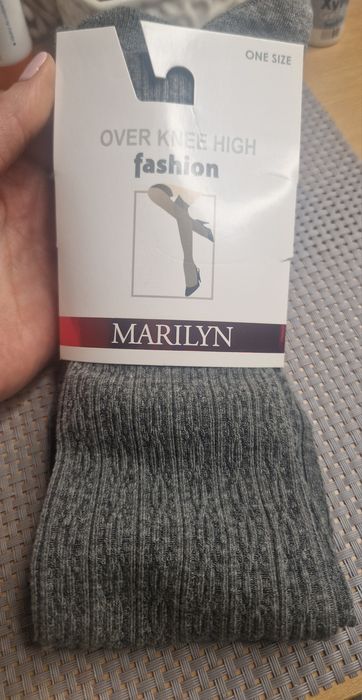 ONE SIZE
OVER KNEE HIGH
fashion
MARILYN